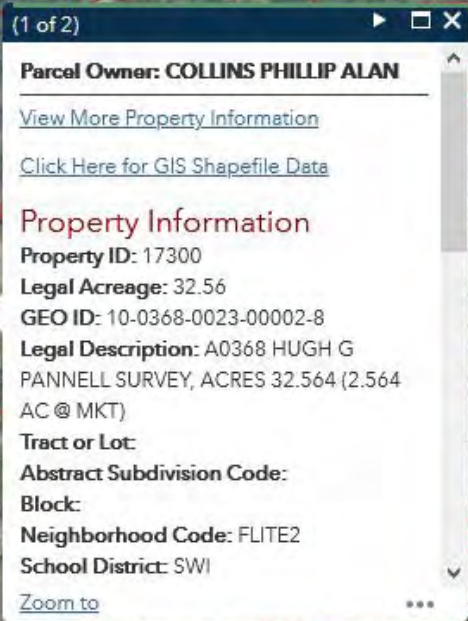 (1 of 2)
Parcel Owner: COLLINS PHILLIP ALAN
View More Property Information
Click Here for GIS Shapefile Data
Property Information
Property ID: 17300
Legal Acreage: 32.56
GEO ID: 10-0368-0023-00002-8
Legal Description: A0368 HUGH G
PANNELL SURVEY, ACRES 32.564 (2.564
AC @ MKT)
Tract or Lot:
Abstract Subdivision Code:
Block:
Neighborhood Code: FLITE2
School District: SWI
Zoom to